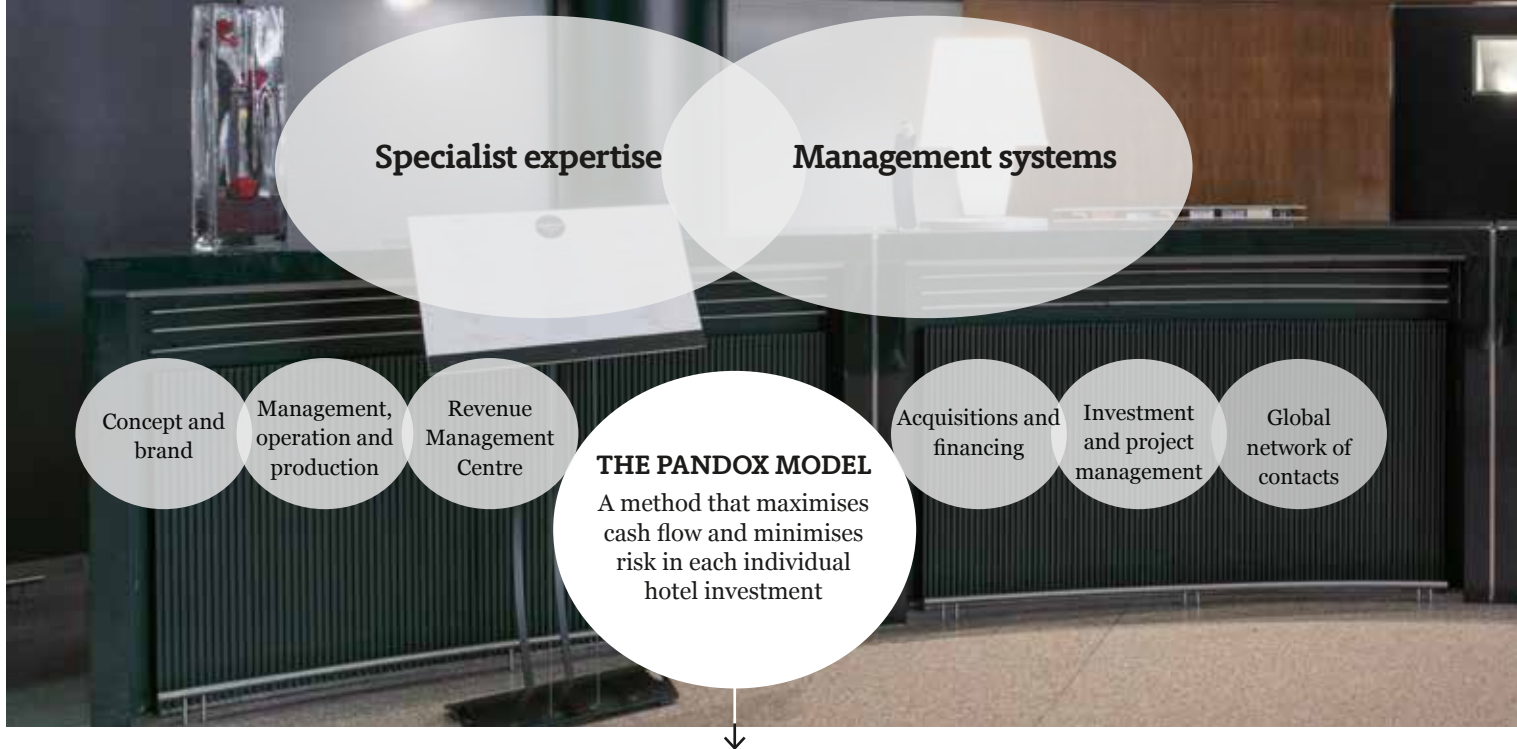 Specialist expertise
Management systems
Concept and
brand
Management,
operation and
production
Revenue
Management
Centre
THE PANDOX MODEL
A method that maximises
cash flow and minimises
risk in each individual
hotel investment
Acquisitions and
financing
Investment
and project
management
Global
network of
contacts